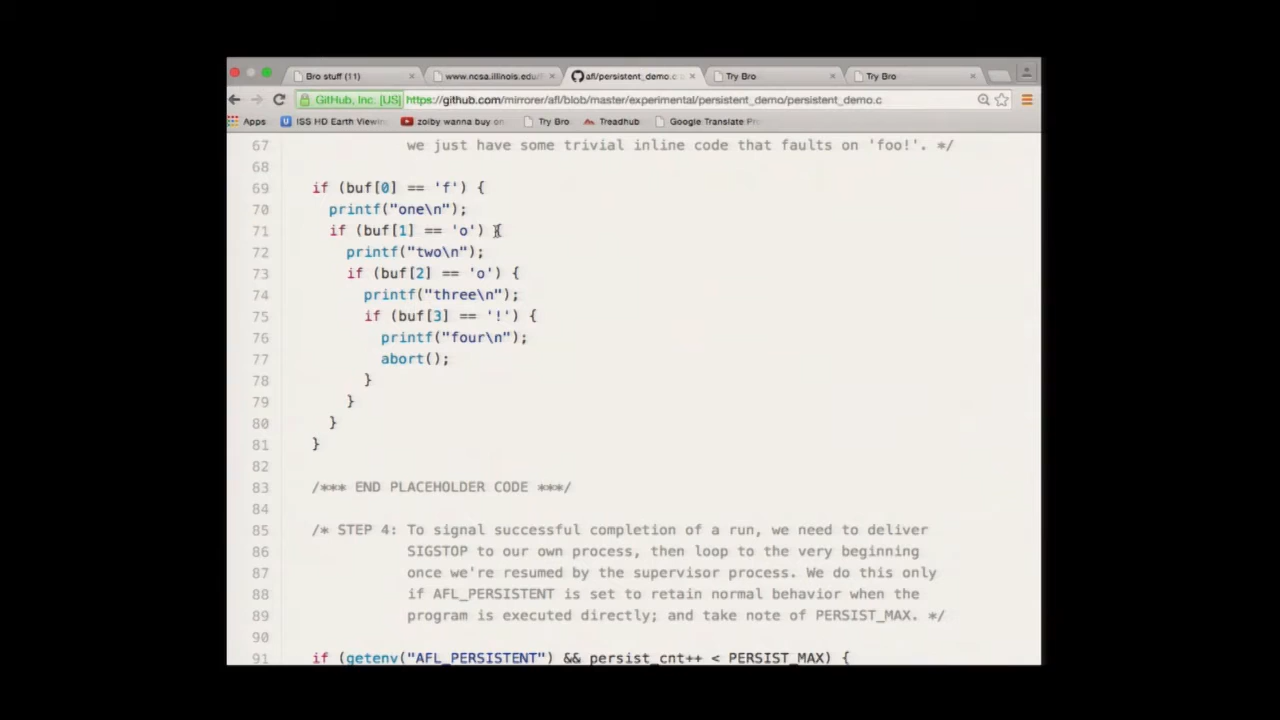 Bro stuff (11)
www.ncsa.illinois.edu/
afl/persistent_demo.c
Try Bro
Try Bro
GitHub, Inc. [US]
https://github.com/mirrorer/afl/blob/master/experimental/persistent_demo/persistent_demo.c
Apps
ISS HD Earth Viewin
zoiby wanna buy on
Try Bro
Treadhub
Google Translate Pr
67 we just have some trivial inline code that faults on 'foo!'. */
68
69 if (buf[0] == 'f') {
70 printf("one\n");
71 if (buf[1] == 'o') {
72 printf("two\n");
73 if (buf[2] == 'o') {
74 printf("three\n");
75 if (buf[3] == '!') {
76 printf("four\n");
77 abort();
78 }
79 }
80 }
81 }
82
83 /*** END PLACEHOLDER CODE ***/
84
85 /* STEP 4: To signal successful completion of a run, we need to deliver
86 SIGSTOP to our own process, then loop to the very beginning
87 once we're resumed by the supervisor process. We do this only
88 if AFL_PERSISTENT is set to retain normal behavior when the
89 program is executed directly; and take note of PERSIST_MAX. */
90
91 if (getenv("AFL_PERSISTENT") && persist_cnt++ < PERSIST_MAX) {